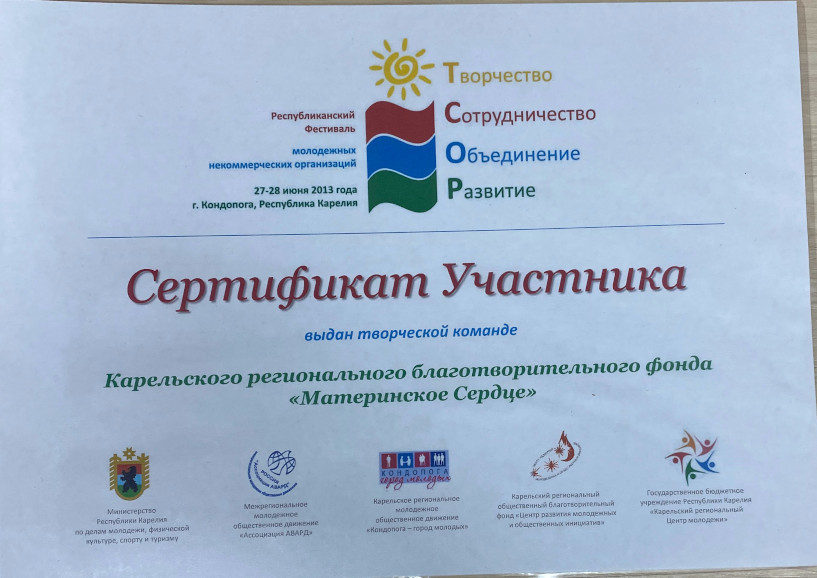 Творчество
Сотрудничество
Объединение
Развитие
Республиканский
Фестиваль
молодежных
некоммерческих организаций
27-28 июня 2013 года
г. Кондопога, Республика Карелия
Сертификат Участника
выдан творческой команде
Карельского регионального благотворительного фонда
«Материнское Сердце»
Министерство
Республики Карелия
по делам молодежи, физической
культуре, спорту и туризму
РОССИЯ
Межрегиональное
молодежное
общественное движение
«Ассоциация АВАРД»
КОНДОПОГА
город молодых
Карельское региональное
молодежное
общественное движение
«Кондопога – город молодых»
Карельский региональный
общественный благотворительный
фонд «Центр развития молодежных
и общественных инициатив»
Государственное бюджетное
учреждение Республики Карелия
«Карельский региональный
Центр молодежи»